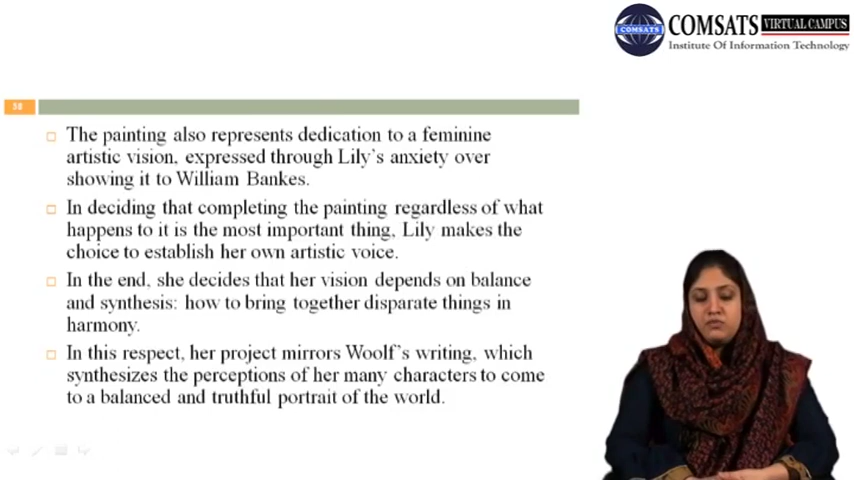 COMSATS
COMSATS
VIRTUAL CAMPUS
Institute Of Information Technology
58
The painting also represents dedication to a feminine
artistic vision, expressed through Lily's anxiety over
showing it to William Bankes.
In deciding that completing the painting regardless of what
happens to it is the most important thing, Lily makes the
choice to establish her own artistic voice.
In the end, she decides that her vision depends on balance
and synthesis: how to bring together disparate things in
harmony.
In this respect, her project mirrors Woolf's writing, which
synthesizes the perceptions of her many characters to come
to a balanced and truthful portrait of the world.